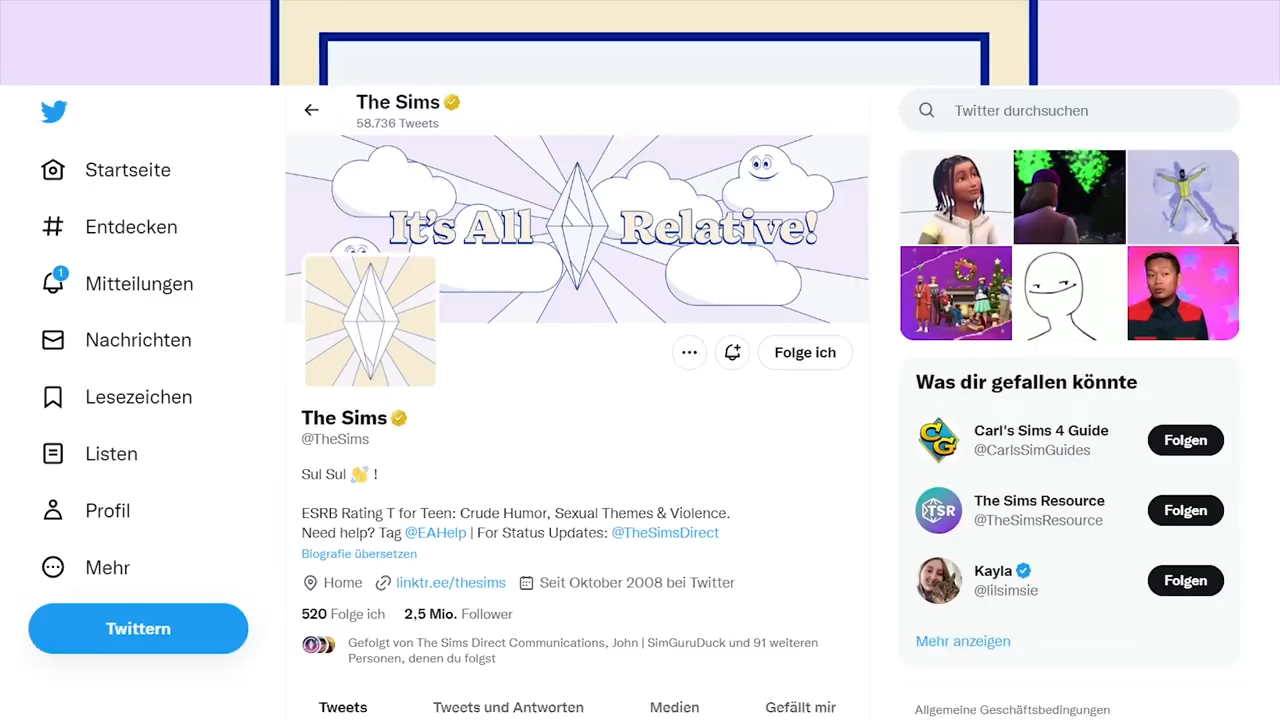 Startseite
Entdecken
1
Mitteilungen
Nachrichten
Lesezeichen
Listen
Profil
Mehr
Twittern
The Sims
58.736 Tweets
It's All Relative!
Folge ich
The Sims
@TheSims
Sul Sul 👋 !
ESRB Rating T for Teen: Crude Humor, Sexual Themes & Violence.
Need help? Tag @EAHelp | For Status Updates: @TheSimsDirect
Biografie übersetzen
Home linktr.ee/thesims Seit Oktober 2008 bei Twitter
520 Folge ich 2,5 Mio. Follower
Gefolgt von The Sims Direct Communications, John | SimGuruDuck und 91 weiteren
Personen, denen du folgst
Tweets Tweets und Antworten Medien Gefällt mir
Twitter durchsuchen
Was dir gefallen könnte
CG
Carl's Sims 4 Guide
@CarlsSimGuides
Folgen
TSR
The Sims Resource
@TheSimsResource
Folgen
Kayla
@lilsimsie
Folgen
Mehr anzeigen
Allgemeine Geschäftsbedingungen